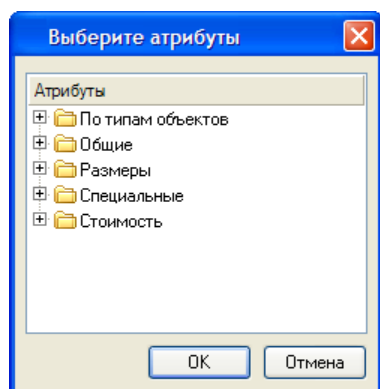 Выберите атрибуты
Атрибуты
По типам объектов
Общие
Размеры
Специальные
Стоимость
OK Отмена